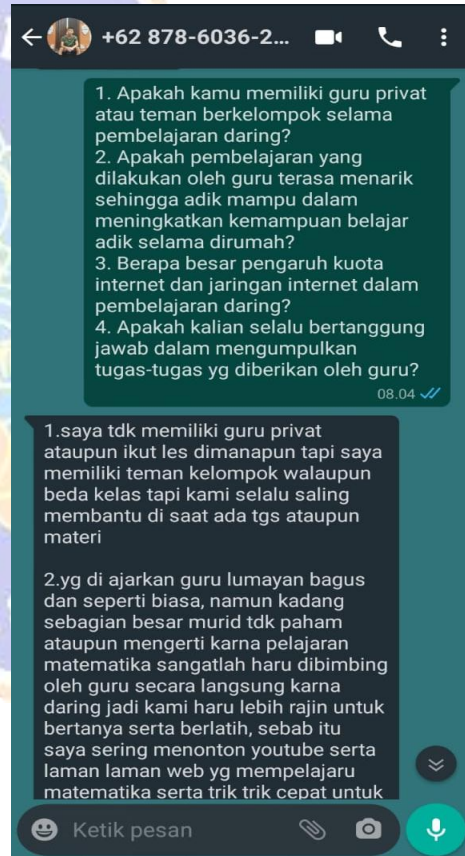 +62 878-6036-2...
1. Apakah kamu memiliki guru privat
atau teman berkelompok selama
pembelajaran daring?
2. Apakah pembelajaran yang
dilakukan oleh guru terasa menarik
sehingga adik mampu dalam
meningkatkan kemampuan belajar
adik selama dirumah?
3. Berapa besar pengaruh kuota
internet dan jaringan internet dalam
pembelajaran daring?
4. Apakah kalian selalu bertanggung
jawab dalam mengumpulkan
tugas-tugas yg diberikan oleh guru?
08.04
1.saya tdk memiliki guru privat
ataupun ikut les dimanapun tapi saya
memiliki teman kelompok walaupun
beda kelas tapi kami selalu saling
membantu di saat ada tgs ataupun
materi
2.yg di ajarkan guru lumayan bagus
dan seperti biasa, namun kadang
sebagian besar murid tdk paham
ataupun mengerti karna pelajaran
matematika sangatlah haru dibimbing
oleh guru secara langsung karna
daring jadi kami haru lebih rajin untuk
bertanya serta berlatih, sebab itu
saya sering menonton youtube serta
laman laman web yg mempelajaru
matematika serta trik trik cepat untuk
Ketik pesan